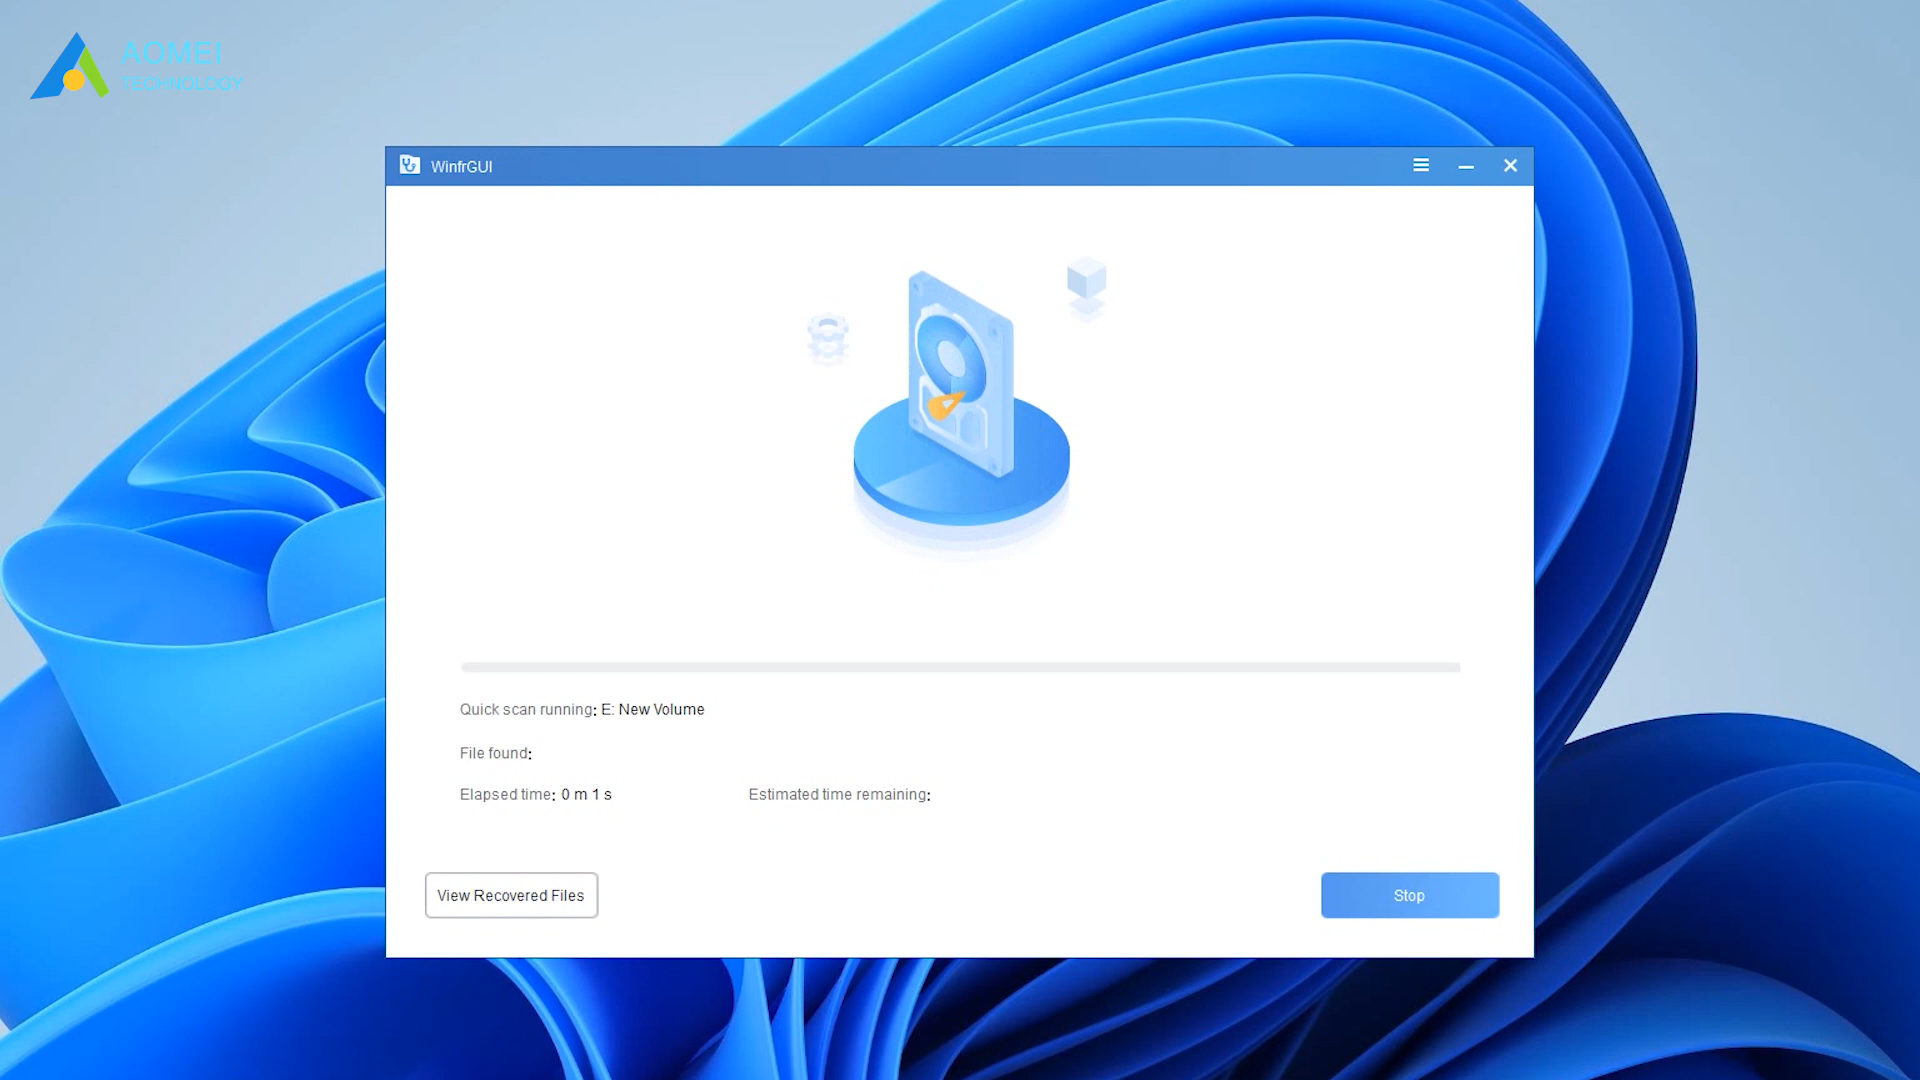 AOMEI
TECHNOLOGY
WinfrGUI
Quick scan running: E: New Volume
File found:
Elapsed time: 0 m 1 s
Estimated time remaining:
View Recovered Files
Stop